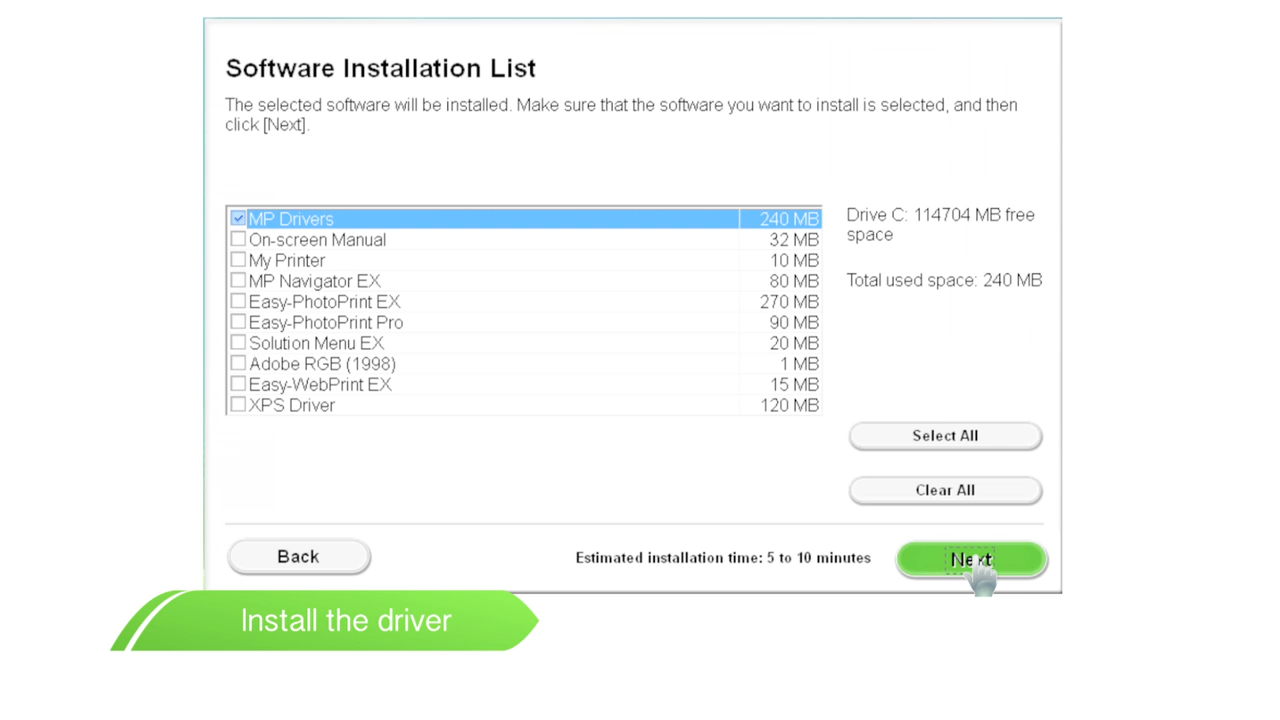 Software Installation List
The selected software will be installed. Make sure that the software you want to install is selected, and then
click [Next].
MP Drivers 240 MB
On-screen Manual 32 MB
My Printer 10 MB
MP Navigator EX 80 MB
Easy-PhotoPrint EX 270 MB
Easy-PhotoPrint Pro 90 MB
Solution Menu EX 20 MB
Adobe RGB (1998) 1 MB
Easy-WebPrint EX 15 MB
XPS Driver 120 MB
Drive C: 114704 MB free
space
Total used space: 240 MB
Select All
Clear All
Back
Estimated installation time: 5 to 10 minutes
Next
Install the driver